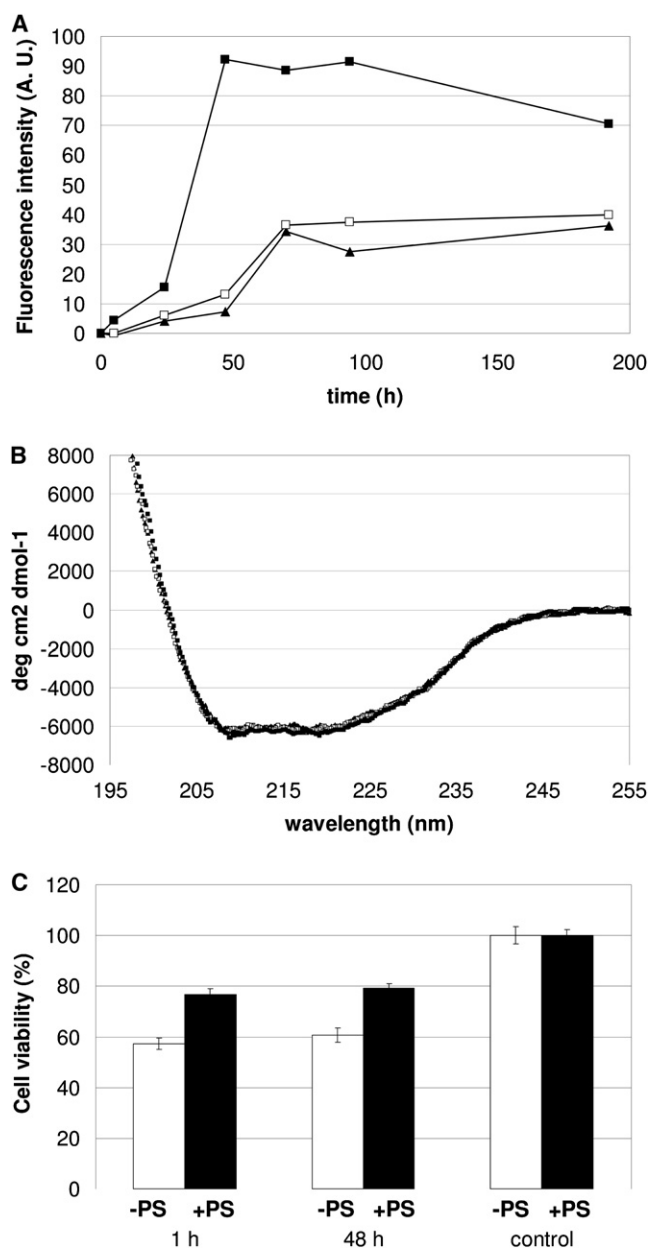 A
Fluorescence intensity (A. U.)
100
90
80
70
60
50
40
30
20
10
0
0 50 100 150 200
time (h)
B
deg cm2 dmol-1
8000
6000
4000
2000
0
-2000
-4000
-6000
-8000
195 205 215 225 235 245 255
wavelength (nm)
C
Cell viability (%)
120
100
80
60
40
20
0
-PS +PS -PS +PS -PS +PS
1 h 48 h control